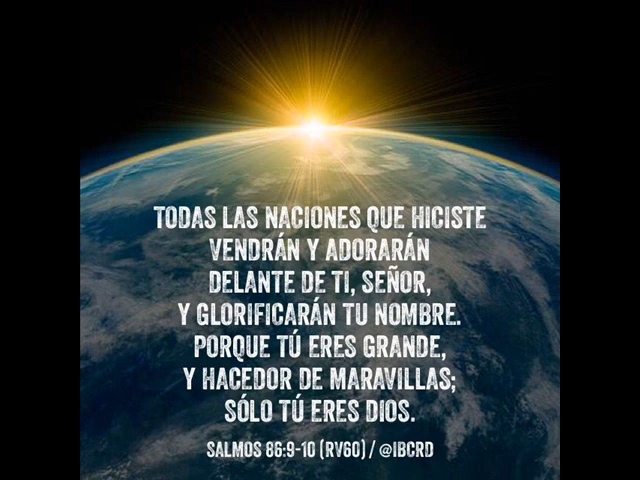 TODAS LAS NACIONES QUE HICISTE
VENDRÁN Y ADORARÁN
DELANTE DE TI, SEÑOR,
Y GLORIFICARÁN TU NOMBRE.
PORQUE TÚ ERES GRANDE,
Y HACEDOR DE MARAVILLAS;
SÓLO TÚ ERES DIOS.
SALMOS 86:9-10 (RV60) / @IBCRD